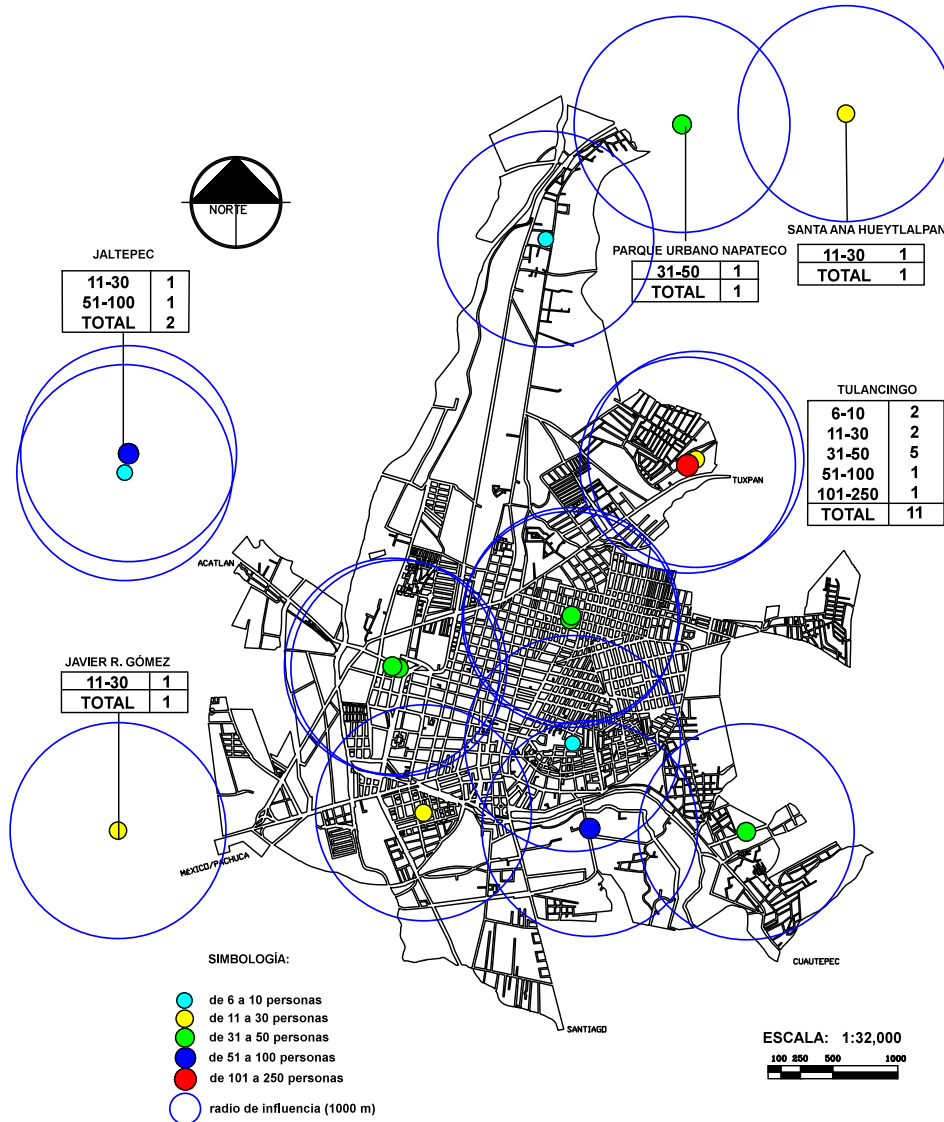 NORTE
JALTEPEC
11-30 1
51-100 1
TOTAL 2
PARQUE URBANO NAPATECO
31-50 1
TOTAL 1
SANTA ANA HUEYTLALPAN
11-30 1
TOTAL 1
TULANCINGO
6-10 2
11-30 2
31-50 5
51-100 1
101-250 1
TOTAL 11
TUXPAN
ACATLAN
JAVIER R. GÓMEZ
11-30 1
TOTAL 1
MEXICO/PACHUCA
CUAUTEPEC
SANTIAGO
SIMBOLOGÍA:
de 6 a 10 personas
de 11 a 30 personas
de 31 a 50 personas
de 51 a 100 personas
de 101 a 250 personas
radio de influencia (1000 m)
ESCALA: 1:32,000
100 250 500 1000